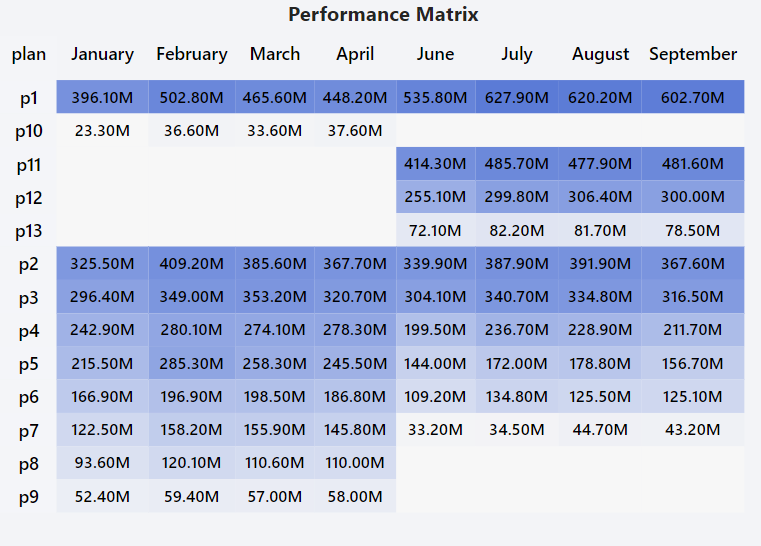 Performance Matrix
plan January February March April June July August September
p1 396.10M 502.80M 465.60M 448.20M 535.80M 627.90M 620.20M 602.70M
p10 23.30M 36.60M 33.60M 37.60M
p11 414.30M 485.70M 477.90M 481.60M
p12 255.10M 299.80M 306.40M 300.00M
p13 72.10M 82.20M 81.70M 78.50M
p2 325.50M 409.20M 385.60M 367.70M 339.90M 387.90M 391.90M 367.60M
p3 296.40M 349.00M 353.20M 320.70M 304.10M 340.70M 334.80M 316.50M
p4 242.90M 280.10M 274.10M 278.30M 199.50M 236.70M 228.90M 211.70M
p5 215.50M 285.30M 258.30M 245.50M 144.00M 172.00M 178.80M 156.70M
p6 166.90M 196.90M 198.50M 186.80M 109.20M 134.80M 125.50M 125.10M
p7 122.50M 158.20M 155.90M 145.80M 33.20M 34.50M 44.70M 43.20M
p8 93.60M 120.10M 110.60M 110.00M
p9 52.40M 59.40M 57.00M 58.00M